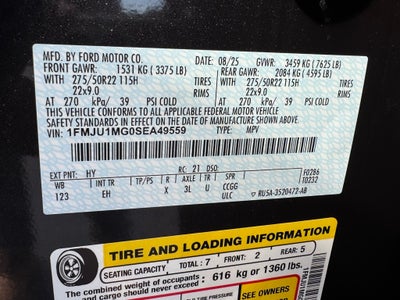 MFD. BY FORD MOTOR CO. 08/25 GVWR: 3459 KG (7625 LB)
FRONT GAWR: 1531 KG (3375 LB) REAR GAWR: 2084 KG (4595 LB)
WITH WITH
275/50R22 115H TIRES 275/50R22 115H TIRES
22x9.0 RIMS 22x9.0 RIMS
AT 270 kPa/ 39 PSI COLD AT 270 kPa/ 39 PSI COLD
THIS VEHICLE CONFORMS TO ALL APPLICABLE FEDERAL MOTOR VEHICLE
SAFETY STANDARDS IN EFFECT ON THE DATE OF MANUFACTURE SHOWN ABOVE.
VIN: 1FMJU1MG0SEA49559 TYPE: MPV
EXT PNT: HY RC: 21 DSO: F0286
WB INT TR TP/PS R AXLE TR SPR T0232
123 EH X 3L U CCGG
ULC RU5A-3520472-AB
TIRE AND LOADING INFORMATION
SEATING CAPACITY TOTAL: 7 FRONT: 2 REAR: 5
The combined weight of occupants and cargo should never exceed 616 kg or 1360 lbs.